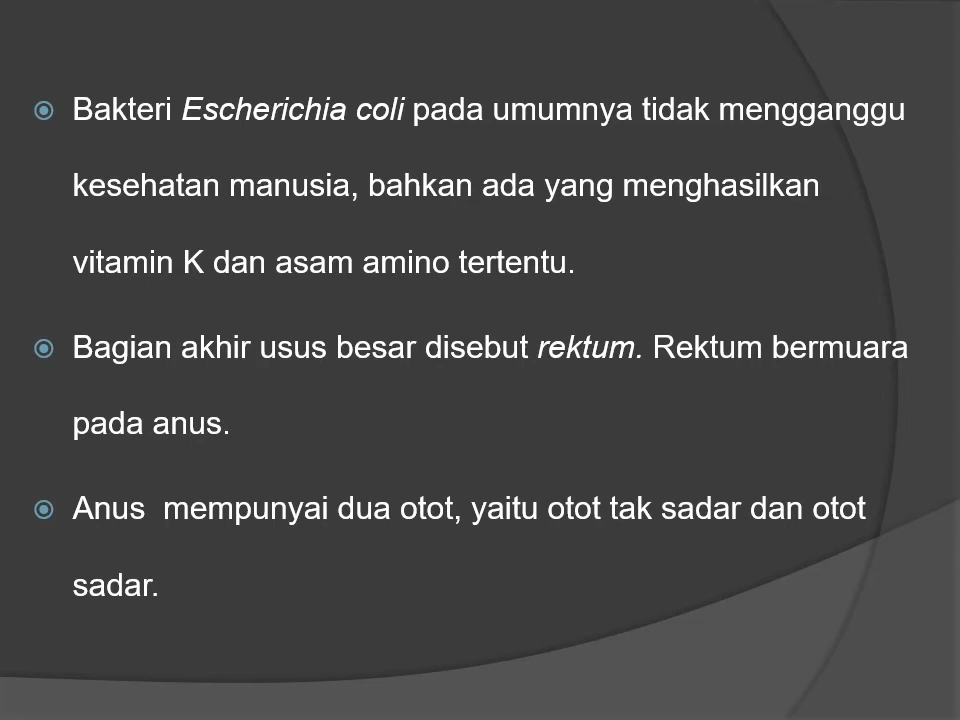 Bakteri Escherichia coli pada umumnya tidak mengganggu
kesehatan manusia, bahkan ada yang menghasilkan
vitamin K dan asam amino tertentu.
Bagian akhir usus besar disebut rektum. Rektum bermuara
pada anus.
Anus  mempunyai dua otot, yaitu otot tak sadar dan otot
sadar.